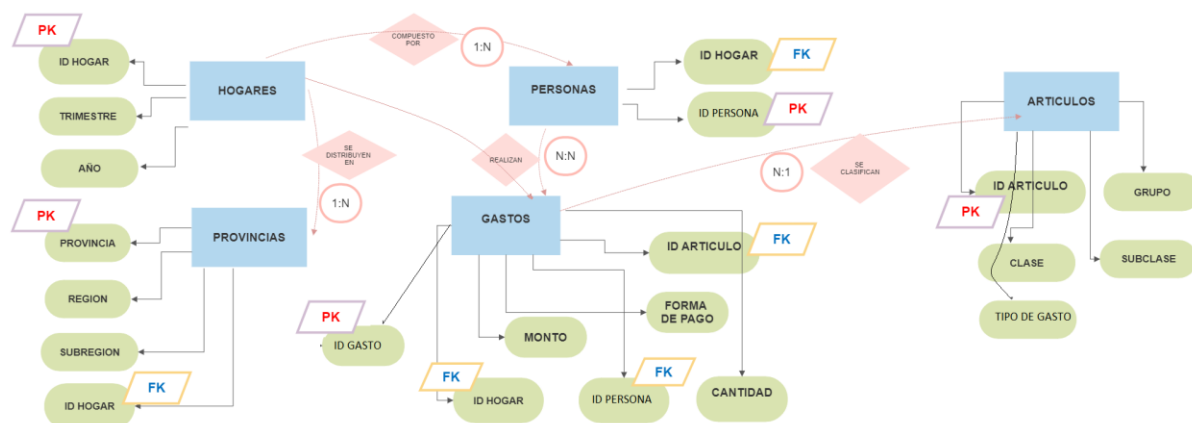 PK
ID HOGAR
TRIMESTRE
AÑO
HOGARES
COMPUESTO
POR
1:N
PERSONAS
ID HOGAR
FK
ID PERSONA
PK
ARTICULOS
SE
DISTRIBUYEN
EN
1:N
REALIZAN
N:N
N:1
SE
CLASIFICAN
ID ARTICULO
PK
GRUPO
CLASE
SUBCLASE
TIPO DE GASTO
PK
PROVINCIA
PROVINCIAS
REGION
SUBREGION
ID HOGAR
FK
GASTOS
ID ARTICULO
FK
FORMA
DE PAGO
MONTO
PK
ID GASTO
FK
ID HOGAR
FK
ID PERSONA
CANTIDAD